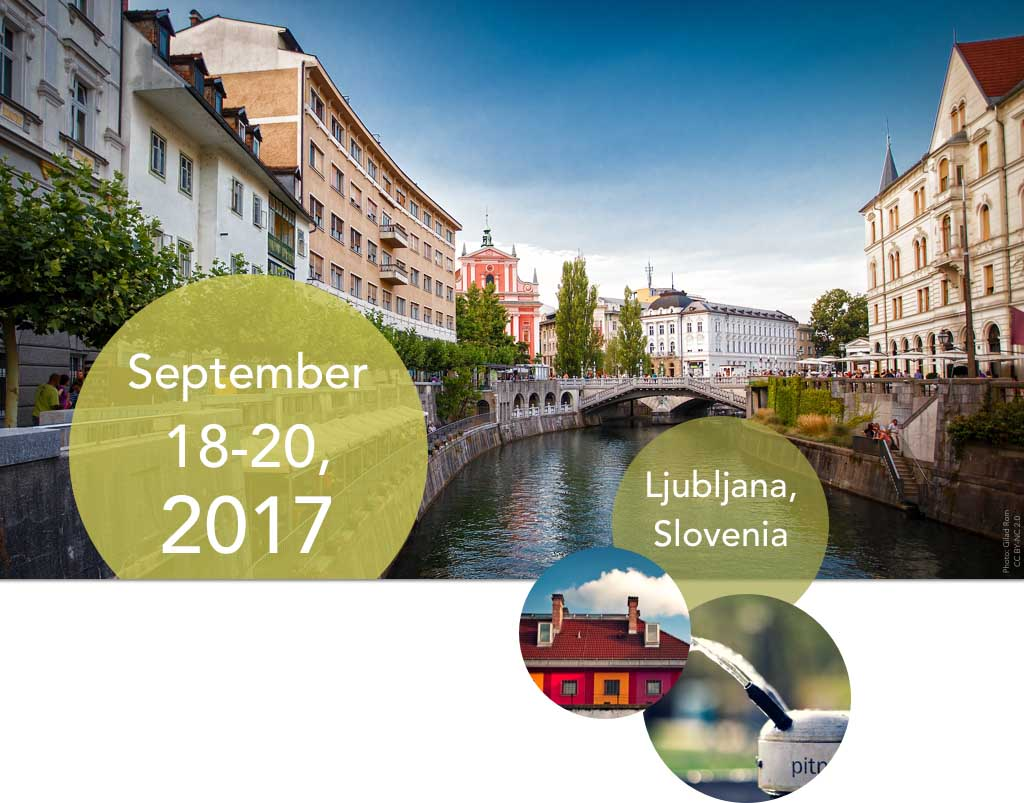 September
18-20,
2017
Ljubljana,
Slovenia
Photo: Gilad Rom
CC BY-NC 2.0
pitn